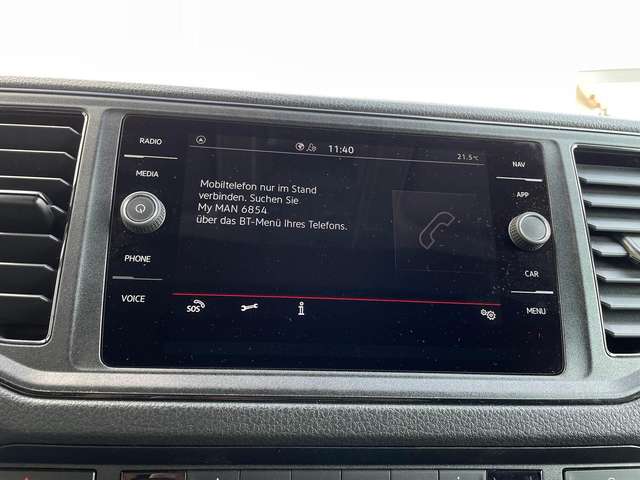 RADIO
MEDIA
PHONE
VOICE
11:40
21.5°C
Mobiltelefon nur im Stand
verbinden. Suchen Sie
My MAN 6854
über das BT-Menü Ihres Telefons.
SOS
NAV
APP
CAR
MENU